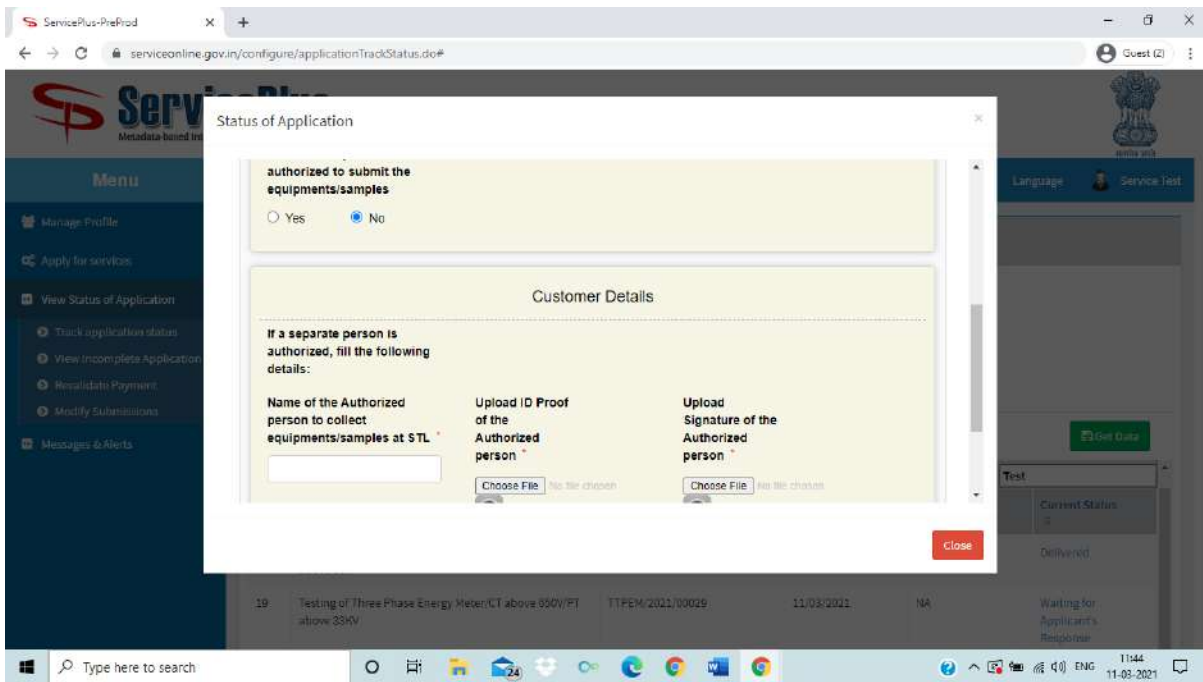 ServicePlus-PreProd
serviceonline.gov.in/configure/applicationTrackStatus.do#
Guest (2)
Metadata-based
Status of Application
Menu
Language
Service Test
Manage Profile
Apply for services
View Status of Application
Track application status
View Incomplete Application
Revalidate Payment
Modify Submissions
Messages & Alerts
authorized to submit the
equipments/samples
Yes
No
Customer Details
If a separate person is
authorized, fill the following
details:
Name of the Authorized
person to collect
equipments/samples at STL *
Upload ID Proof
of the
Authorized
person *
Choose File No file chosen
Upload
Signature of the
Authorized
person *
Choose File No file chosen
Close
Get Data
Test
Current Status
Delivered
19 Testing of Three Phase Energy Meter/CT above 650V/PT above 33KV TTPEM/2021/00029 11/03/2021 NA Waiting for Applicant's Response
Type here to search
24
ENG
11:44
11-03-2021